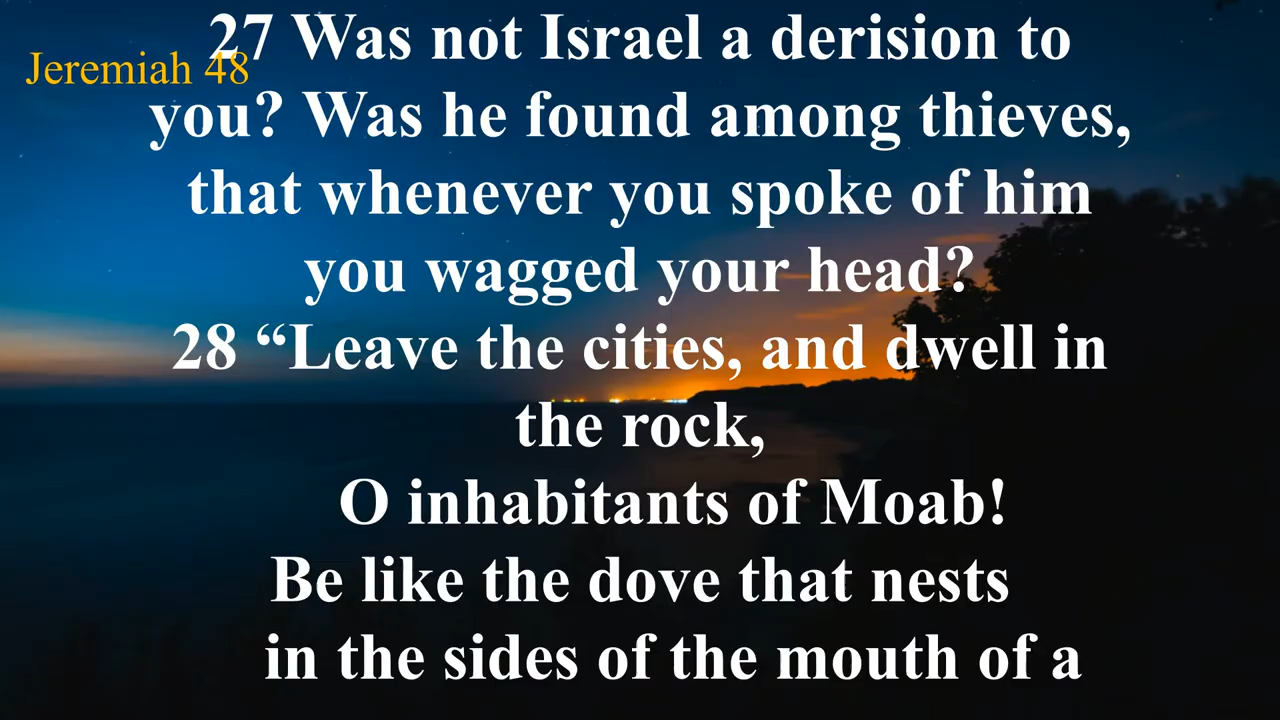 Jeremiah 48
27 Was not Israel a derision to
you? Was he found among thieves,
that whenever you spoke of him
you wagged your head?
28 “Leave the cities, and dwell in
the rock,
O inhabitants of Moab!
Be like the dove that nests
in the sides of the mouth of a